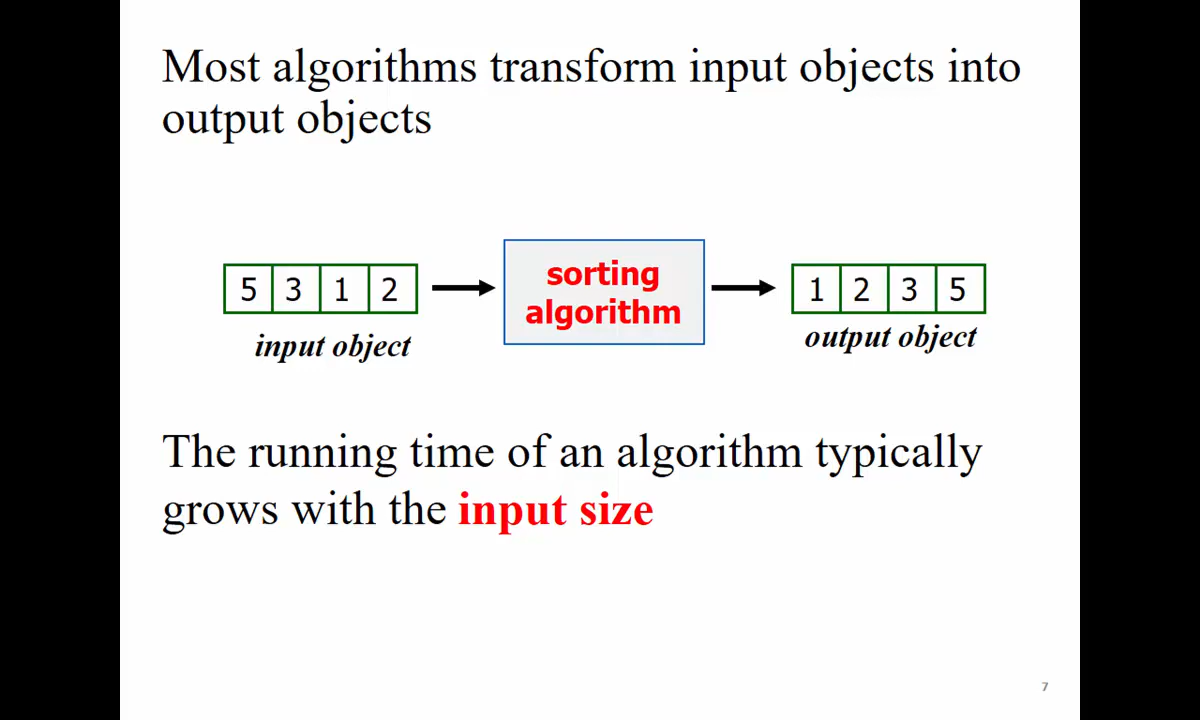 Most algorithms transform input objects into
output objects
5 3 1 2
sorting
algorithm
1 2 3 5
input object
output object
The running time of an algorithm typically
grows with the input size
7